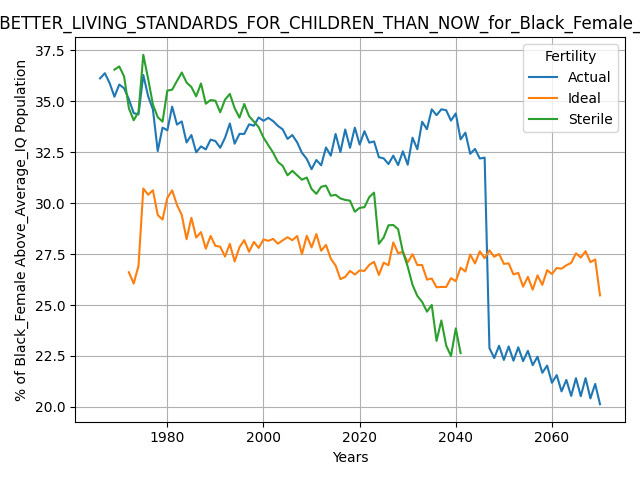 BETTER_LIVING_STANDARDS_FOR_CHILDREN_THAN_NOW_for_Black_Female_
37.5
35.0
32.5
30.0
27.5
25.0
22.5
20.0
% of Black_Female Above_Average_IQ Population
Fertility
Actual
Ideal
Sterile
1980
2000
2020
2040
2060
Years